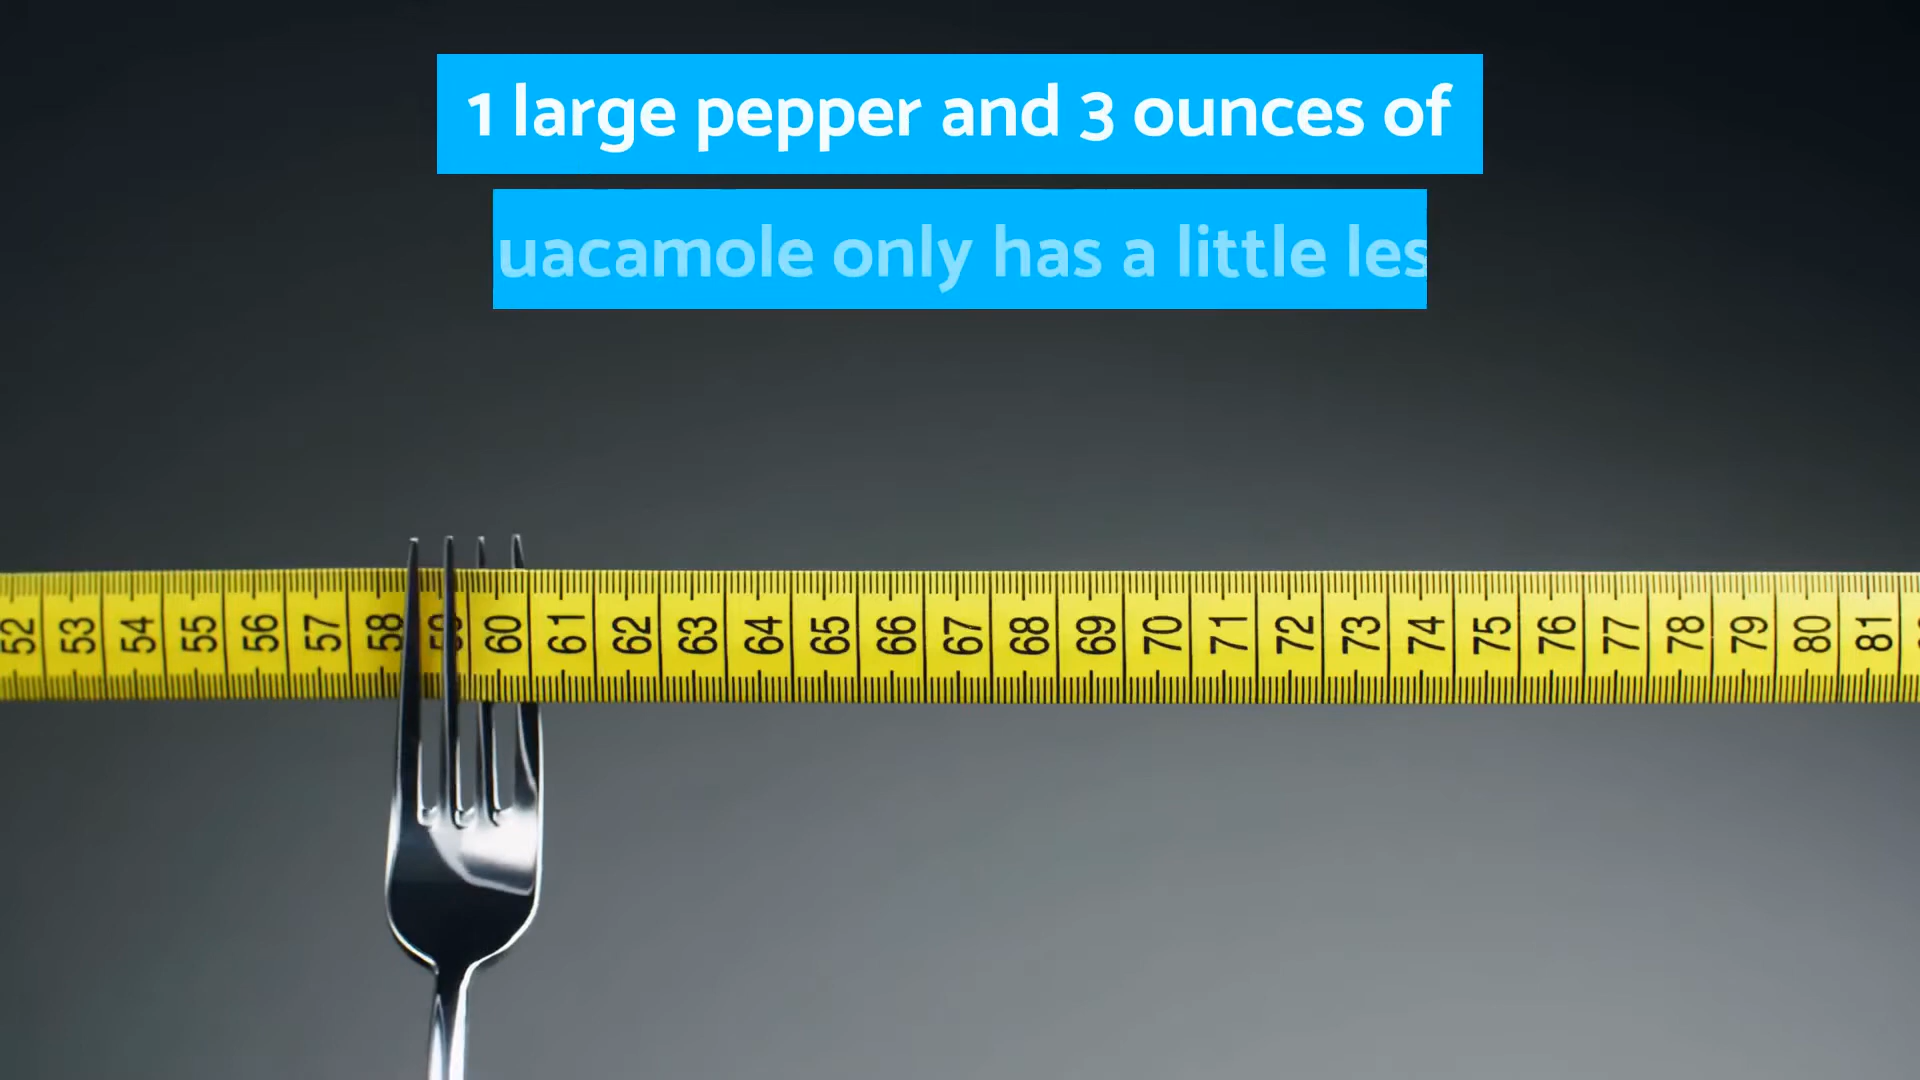 1 large pepper and 3 ounces of
uacamole only has a little les
52 53 54 55 56 57 58 59 60 61 62 63 64 65 66 67 68 69 70 71 72 73 74 75 76 77 78 79 80 81